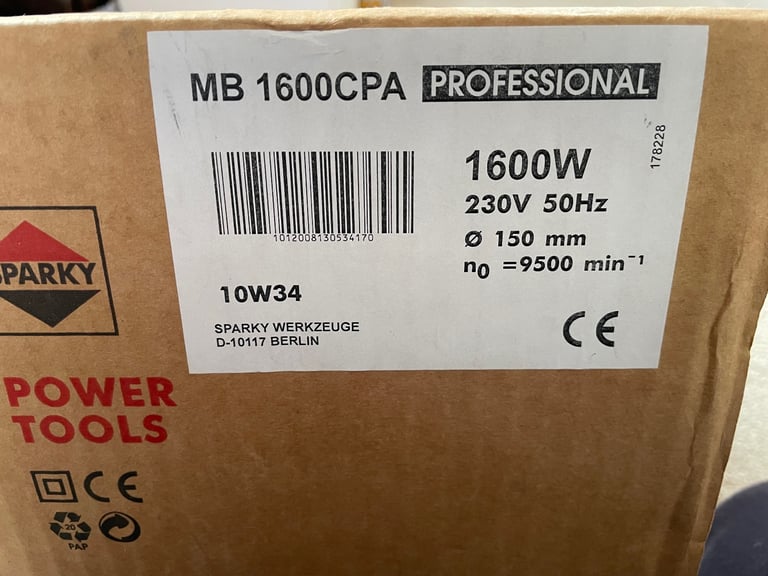 MB 1600CPA PROFESSIONAL
1600W
230V 50Hz
Ø 150 mm
n0 =9500 min⁻¹
178228
1012008130534170
10W34
SPARKY WERKZEUGE
D-10117 BERLIN
CE
SPARKY
POWER
TOOLS
CE
20
PAP